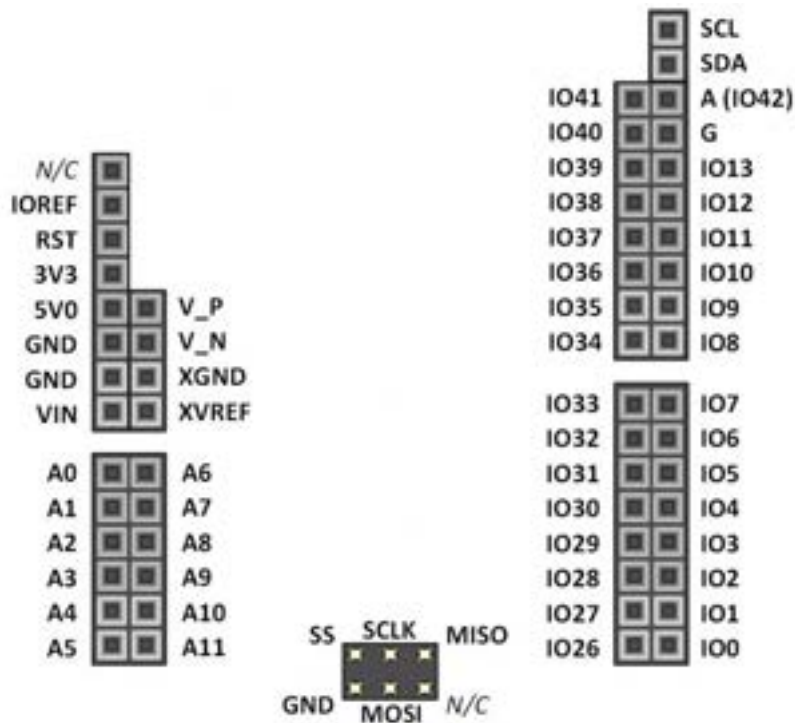 SCL
SDA
IO41 A (IO42)
IO40 G
N/C IO39 IO13
IOREF IO38 IO12
RST IO37 IO11
3V3 IO36 IO10
5V0 V_P IO35 IO9
GND V_N IO34 IO8
GND XGND
VIN XVREF IO33 IO7
IO32 IO6
A0 A6 IO31 IO5
A1 A7 IO30 IO4
A2 A8 IO29 IO3
A3 A9 IO28 IO2
A4 A10 IO27 IO1
A5 A11 IO26 IO0
SS SCLK MISO
GND MOSI N/C